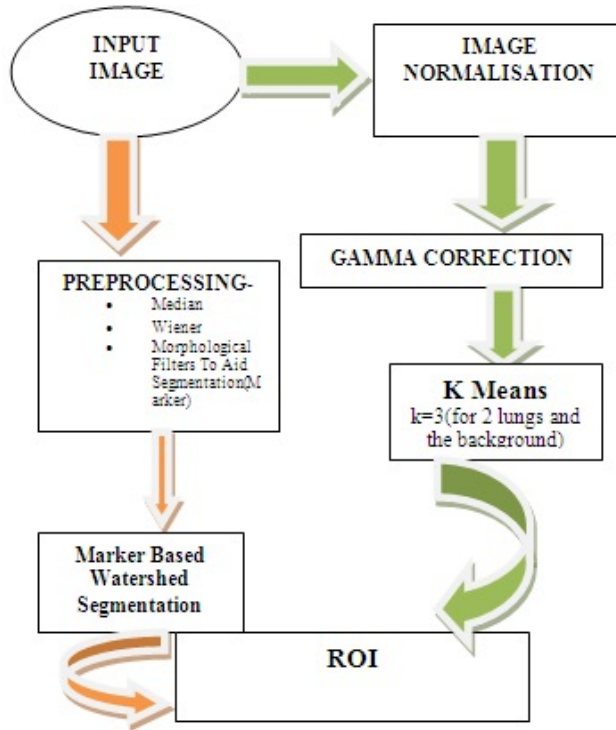 INPUT
IMAGE
IMAGE
NORMALISATION
GAMMA CORRECTION
PREPROCESSING-
• Median
• Wiener
• Morphological
Filters To Aid
Segmentation(M
arker)
K Means
k=3(for 2 lungs and
the background)
Marker Based
Watershed
Segmentation
ROI